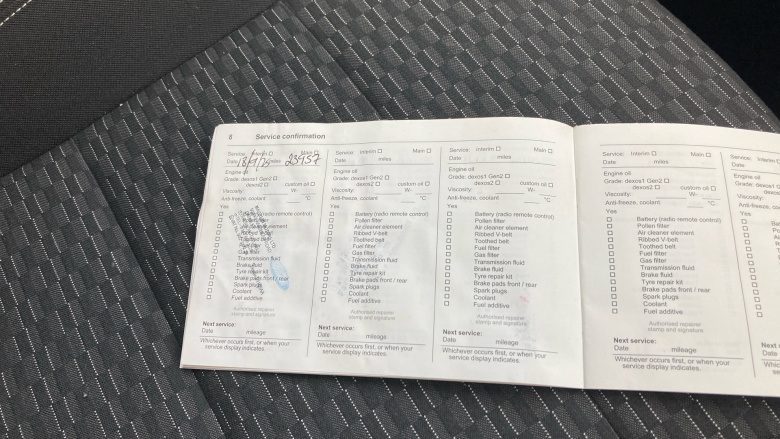 8 Service confirmation
Service: Interim Main
Date 18/9/25 miles 23957
Engine oil
Grade: dexos1 Gen2
dexos2 custom oil
Viscosity: W-
Anti-freeze, coolant °C
Yes
Battery (radio remote control)
Pollen filter
Air cleaner element
Ribbed V-belt
Toothed belt
Fuel filter
Gas filter
Transmission fluid
Brake fluid
Tyre repair kit
Brake pads front / rear
Spark plugs
Coolant
Fuel additive
Authorised repairer
stamp and signature
Next service:
Date mileage
Whichever occurs first, or when your
service display indicates.
Service: Interim Main
Date miles
Engine oil
Grade: dexos1 Gen2
dexos2 custom oil
Viscosity: W-
Anti-freeze, coolant °C
Yes
Battery (radio remote control)
Pollen filter
Air cleaner element
Ribbed V-belt
Toothed belt
Fuel filter
Gas filter
Transmission fluid
Brake fluid
Tyre repair kit
Brake pads front / rear
Spark plugs
Coolant
Fuel additive
Authorised repairer
stamp and signature
Next service:
Date mileage
Whichever occurs first, or when your
service display indicates.
Service: Interim Main
Date miles
Engine oil
Grade: dexos1 Gen2
dexos2 custom oil
Viscosity: W-
Anti-freeze, coolant °C
Yes
Battery (radio remote control)
Pollen filter
Air cleaner element
Ribbed V-belt
Toothed belt
Fuel filter
Gas filter
Transmission fluid
Brake fluid
Tyre repair kit
Brake pads front / rear
Spark plugs
Coolant
Fuel additive
Authorised repairer
stamp and signature
Next service:
Date mileage
Whichever occurs first, or when your
service display indicates.
Service: Interim Main
Date miles
Engine oil
Grade: dexos1 Gen2
dexos2 custom oil
Viscosity: W-
Anti-freeze, coolant °C
Yes
Battery (radio remote control)
Pollen filter
Air cleaner element
Ribbed V-belt
Toothed belt
Fuel filter
Gas filter
Transmission fluid
Brake fluid
Tyre repair kit
Brake pads front / rear
Spark plugs
Coolant
Fuel additive
Authorised repairer
stamp and signature
Next service:
Date mileage
Whichever occurs first, or when your
service display indicates.
Service:
Date
Engine oil
Grade: dexos1
Viscosity:
Anti-freeze,
Yes